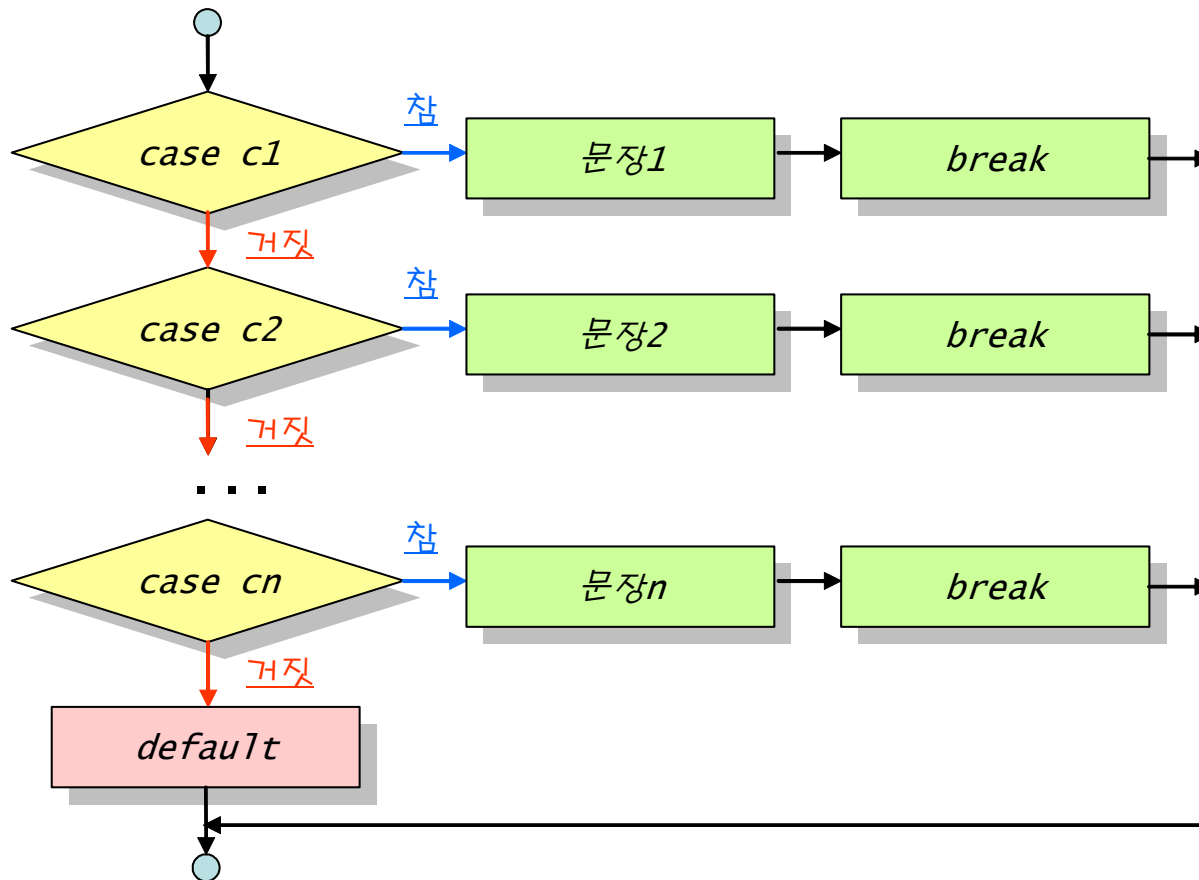 참
case c1
문장1
break
거짓
참
case c2
문장2
break
거짓
...
참
case cn
문장n
break
거짓
default